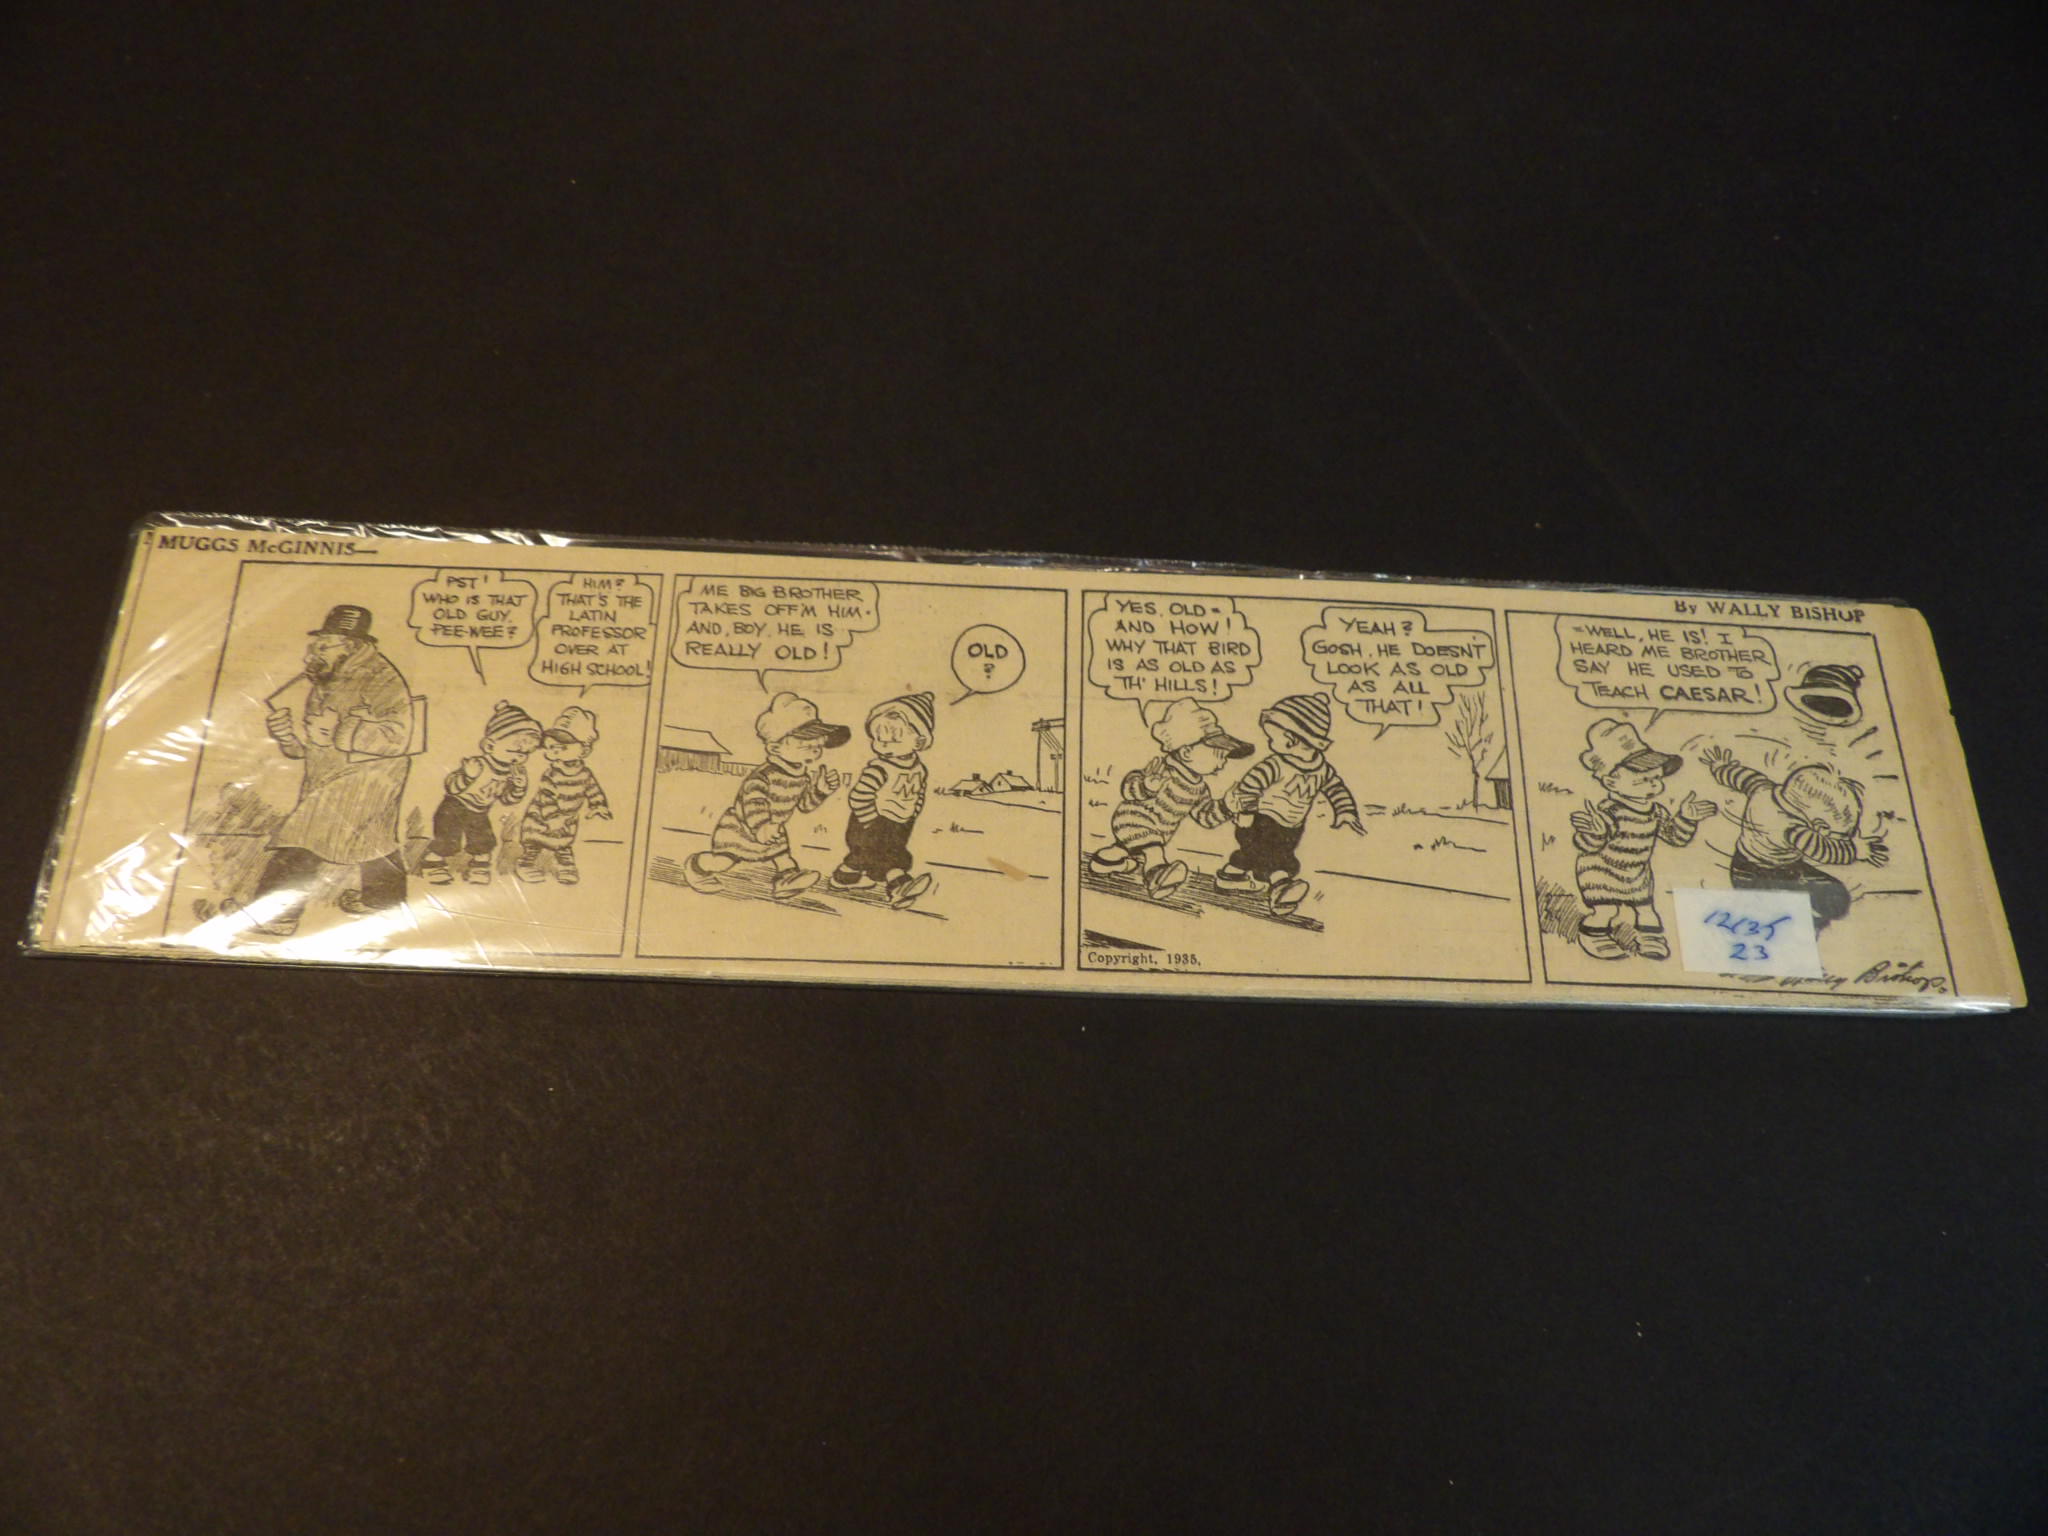 MUGGS McGINNIS—
By WALLY BISHOP
PST!
WHO IS THAT
OLD GUY,
PEE-WEE?
HIM?
THAT'S THE
LATIN
PROFESSOR
OVER AT
HIGH SCHOOL!
ME BIG BROTHER
TAKES OFF'M HIM -
AND, BOY, HE IS
REALLY OLD!
OLD
?
YES, OLD =
AND HOW!
WHY THAT BIRD
IS AS OLD AS
TH' HILLS!
YEAH?
GOSH, HE DOESN'T
LOOK AS OLD
AS ALL
THAT!
Copyright, 1935,
=WELL, HE IS! I
HEARD ME BROTHER
SAY HE USED TO
TEACH CAESAR!
M
M
M
12/35
23
Bishop.